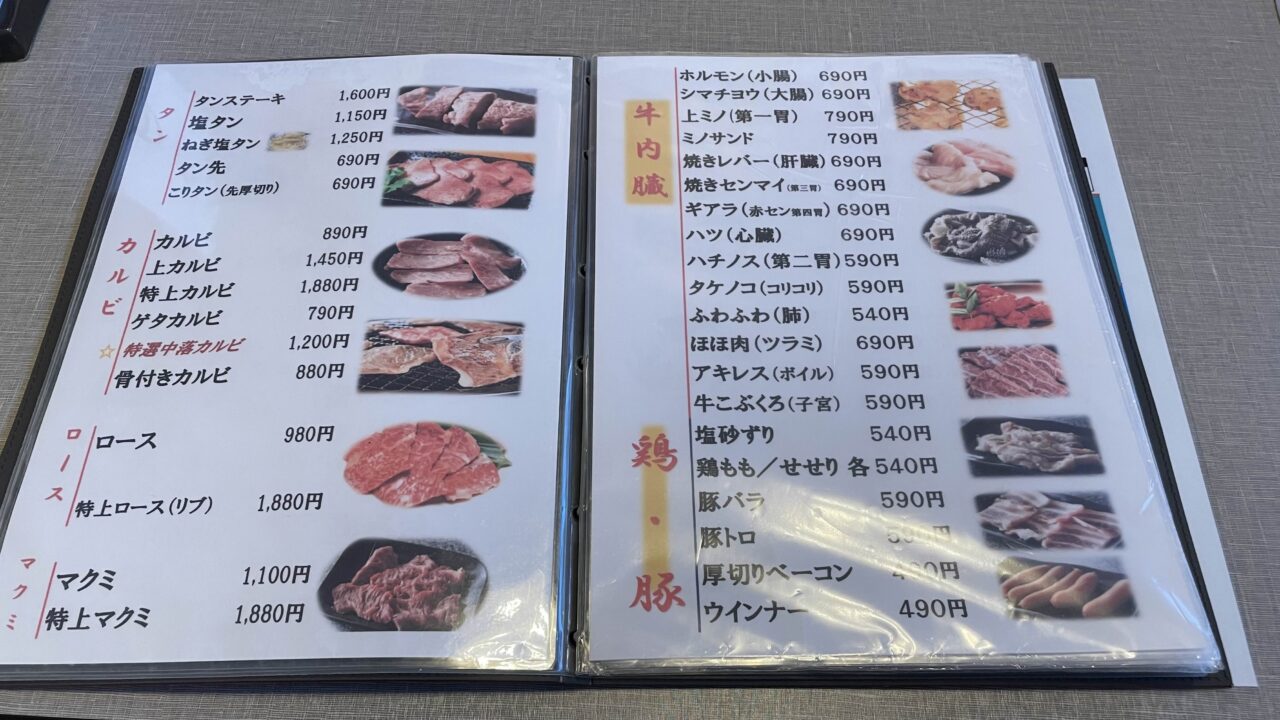 タン
タンステーキ 1,600円
塩タン 1,150円
ねぎ塩タン 1,250円
タン先 690円
こりタン(先厚切り) 690円
カルビ
カルビ 890円
上カルビ 1,450円
特上カルビ 1,880円
ゲタカルビ 790円
☆特選中落カルビ 1,200円
骨付きカルビ 880円
ロース
ロース 980円
特上ロース(リブ) 1,880円
マクミ
マクミ 1,100円
特上マクミ 1,880円
牛内臓
ホルモン(小腸) 690円
シマチョウ(大腸) 690円
上ミノ(第一胃) 790円
ミノサンド 790円
焼きレバー(肝臓) 690円
焼きセンマイ(第三胃) 690円
ギアラ(赤セン第四胃) 690円
ハツ(心臓) 690円
ハチノス(第二胃) 590円
タケノコ(コリコリ) 590円
ふわふわ(肺) 540円
ほほ肉(ツラミ) 690円
アキレス(ボイル) 590円
牛こぶくろ(子宮) 590円
鶏・豚
塩砂ずり 540円
鶏もも/せせり 各540円
豚バラ 590円
豚トロ
厚切りベーコン
ウインナー 490円